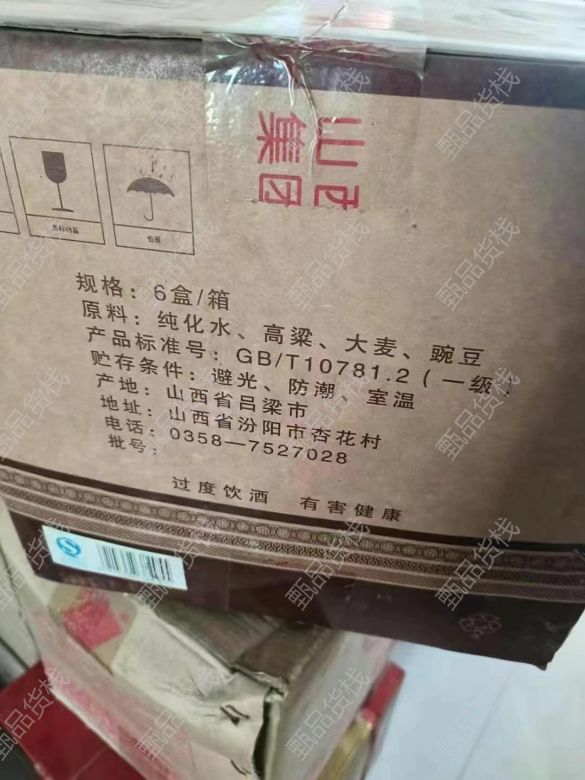 集团
规格：6盒/箱
原料：纯化水、高粱、大麦、豌豆
产品标准号：GB/T10781.2（一级）
贮存条件：避光、防潮、室温
产地：山西省吕梁市
地址：山西省汾阳市杏花村
电话：0358—7527028
批号：
过度饮酒 有害健康
甄品货栈